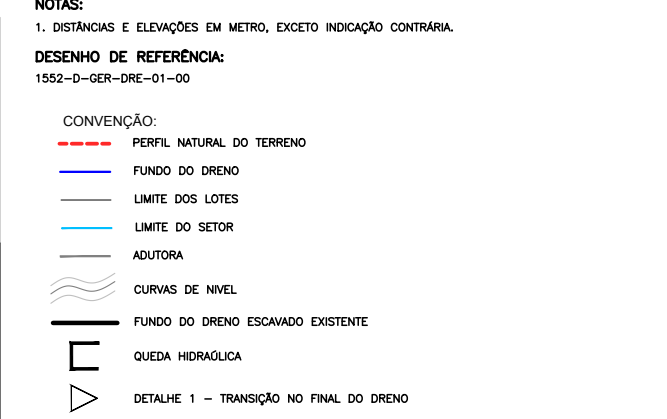 NOTAS:
1. DISTÂNCIAS E ELEVAÇÕES EM METRO, EXCETO INDICAÇÃO CONTRÁRIA.
DESENHO DE REFERÊNCIA:
1552-D-GER-DRE-01-00
CONVENÇÃO:
PERFIL NATURAL DO TERRENO
FUNDO DO DRENO
LIMITE DOS LOTES
LIMITE DO SETOR
ADUTORA
CURVAS DE NIVEL
FUNDO DO DRENO ESCAVADO EXISTENTE
QUEDA HIDRAÚLICA
DETALHE 1 - TRANSIÇÃO NO FINAL DO DRENO